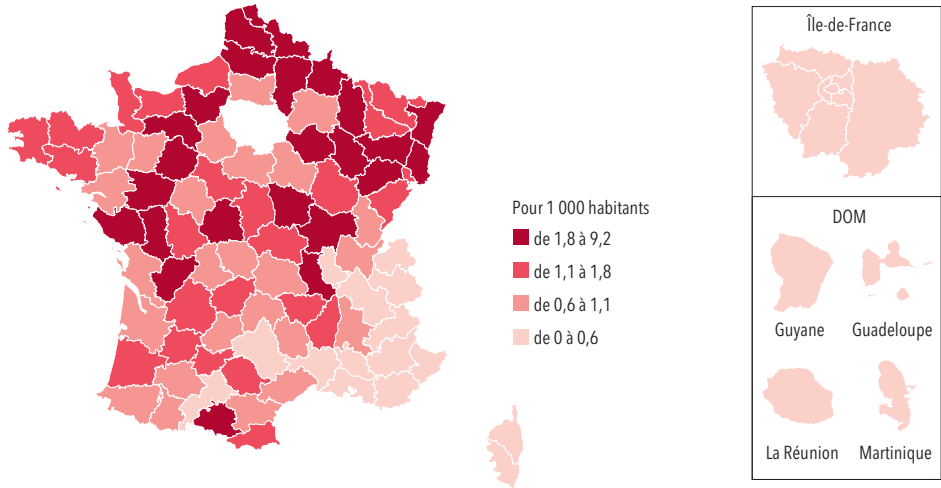 Île-de-France
Pour 1 000 habitants
de 1,8 à 9,2
de 1,1 à 1,8
de 0,6 à 1,1
de 0 à 0,6
DOM
Guyane
Guadeloupe
La Réunion
Martinique